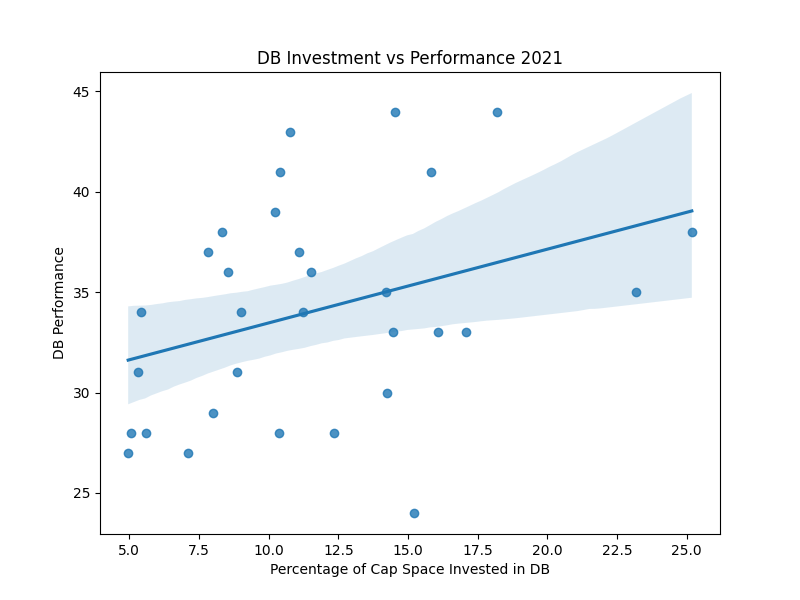 DB Investment vs Performance 2021
45
40
35
30
25
DB Performance
5.0 7.5 10.0 12.5 15.0 17.5 20.0 22.5 25.0
Percentage of Cap Space Invested in DB